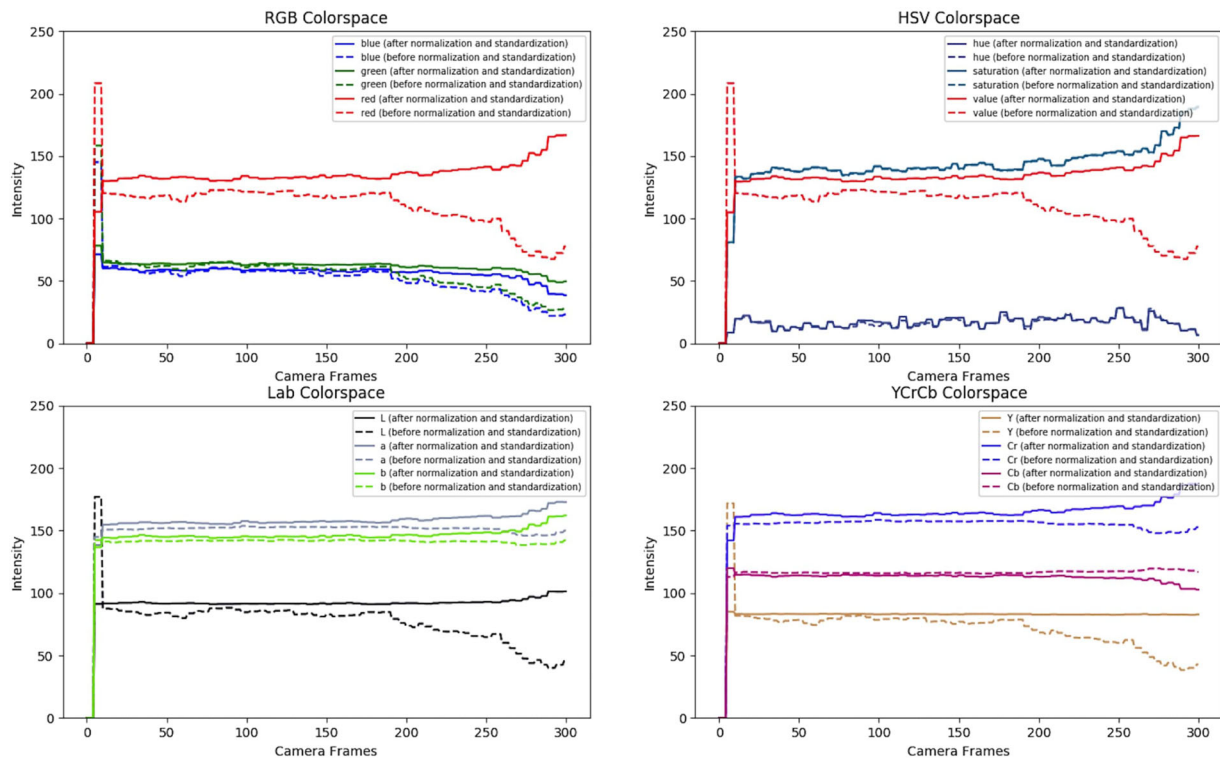 RGB Colorspace
250
200
150
100
50
0
Intensity
blue (after normalization and standardization)
blue (before normalization and standardization)
green (after normalization and standardization)
green (before normalization and standardization)
red (after normalization and standardization)
red (before normalization and standardization)
0 50 100 150 200 250 300
Camera Frames
HSV Colorspace
250
200
150
100
50
0
Intensity
hue (after normalization and standardization)
hue (before normalization and standardization)
saturation (after normalization and standardization)
saturation (before normalization and standardization)
value (after normalization and standardization)
value (before normalization and standardization)
0 50 100 150 200 250 300
Camera Frames
Lab Colorspace
250
200
150
100
50
0
Intensity
L (after normalization and standardization)
L (before normalization and standardization)
a (after normalization and standardization)
a (before normalization and standardization)
b (after normalization and standardization)
b (before normalization and standardization)
0 50 100 150 200 250 300
Camera Frames
YCrCb Colorspace
250
200
150
100
50
0
Intensity
Y (after normalization and standardization)
Y (before normalization and standardization)
Cr (after normalization and standardization)
Cr (before normalization and standardization)
Cb (after normalization and standardization)
Cb (before normalization and standardization)
0 50 100 150 200 250 300
Camera Frames